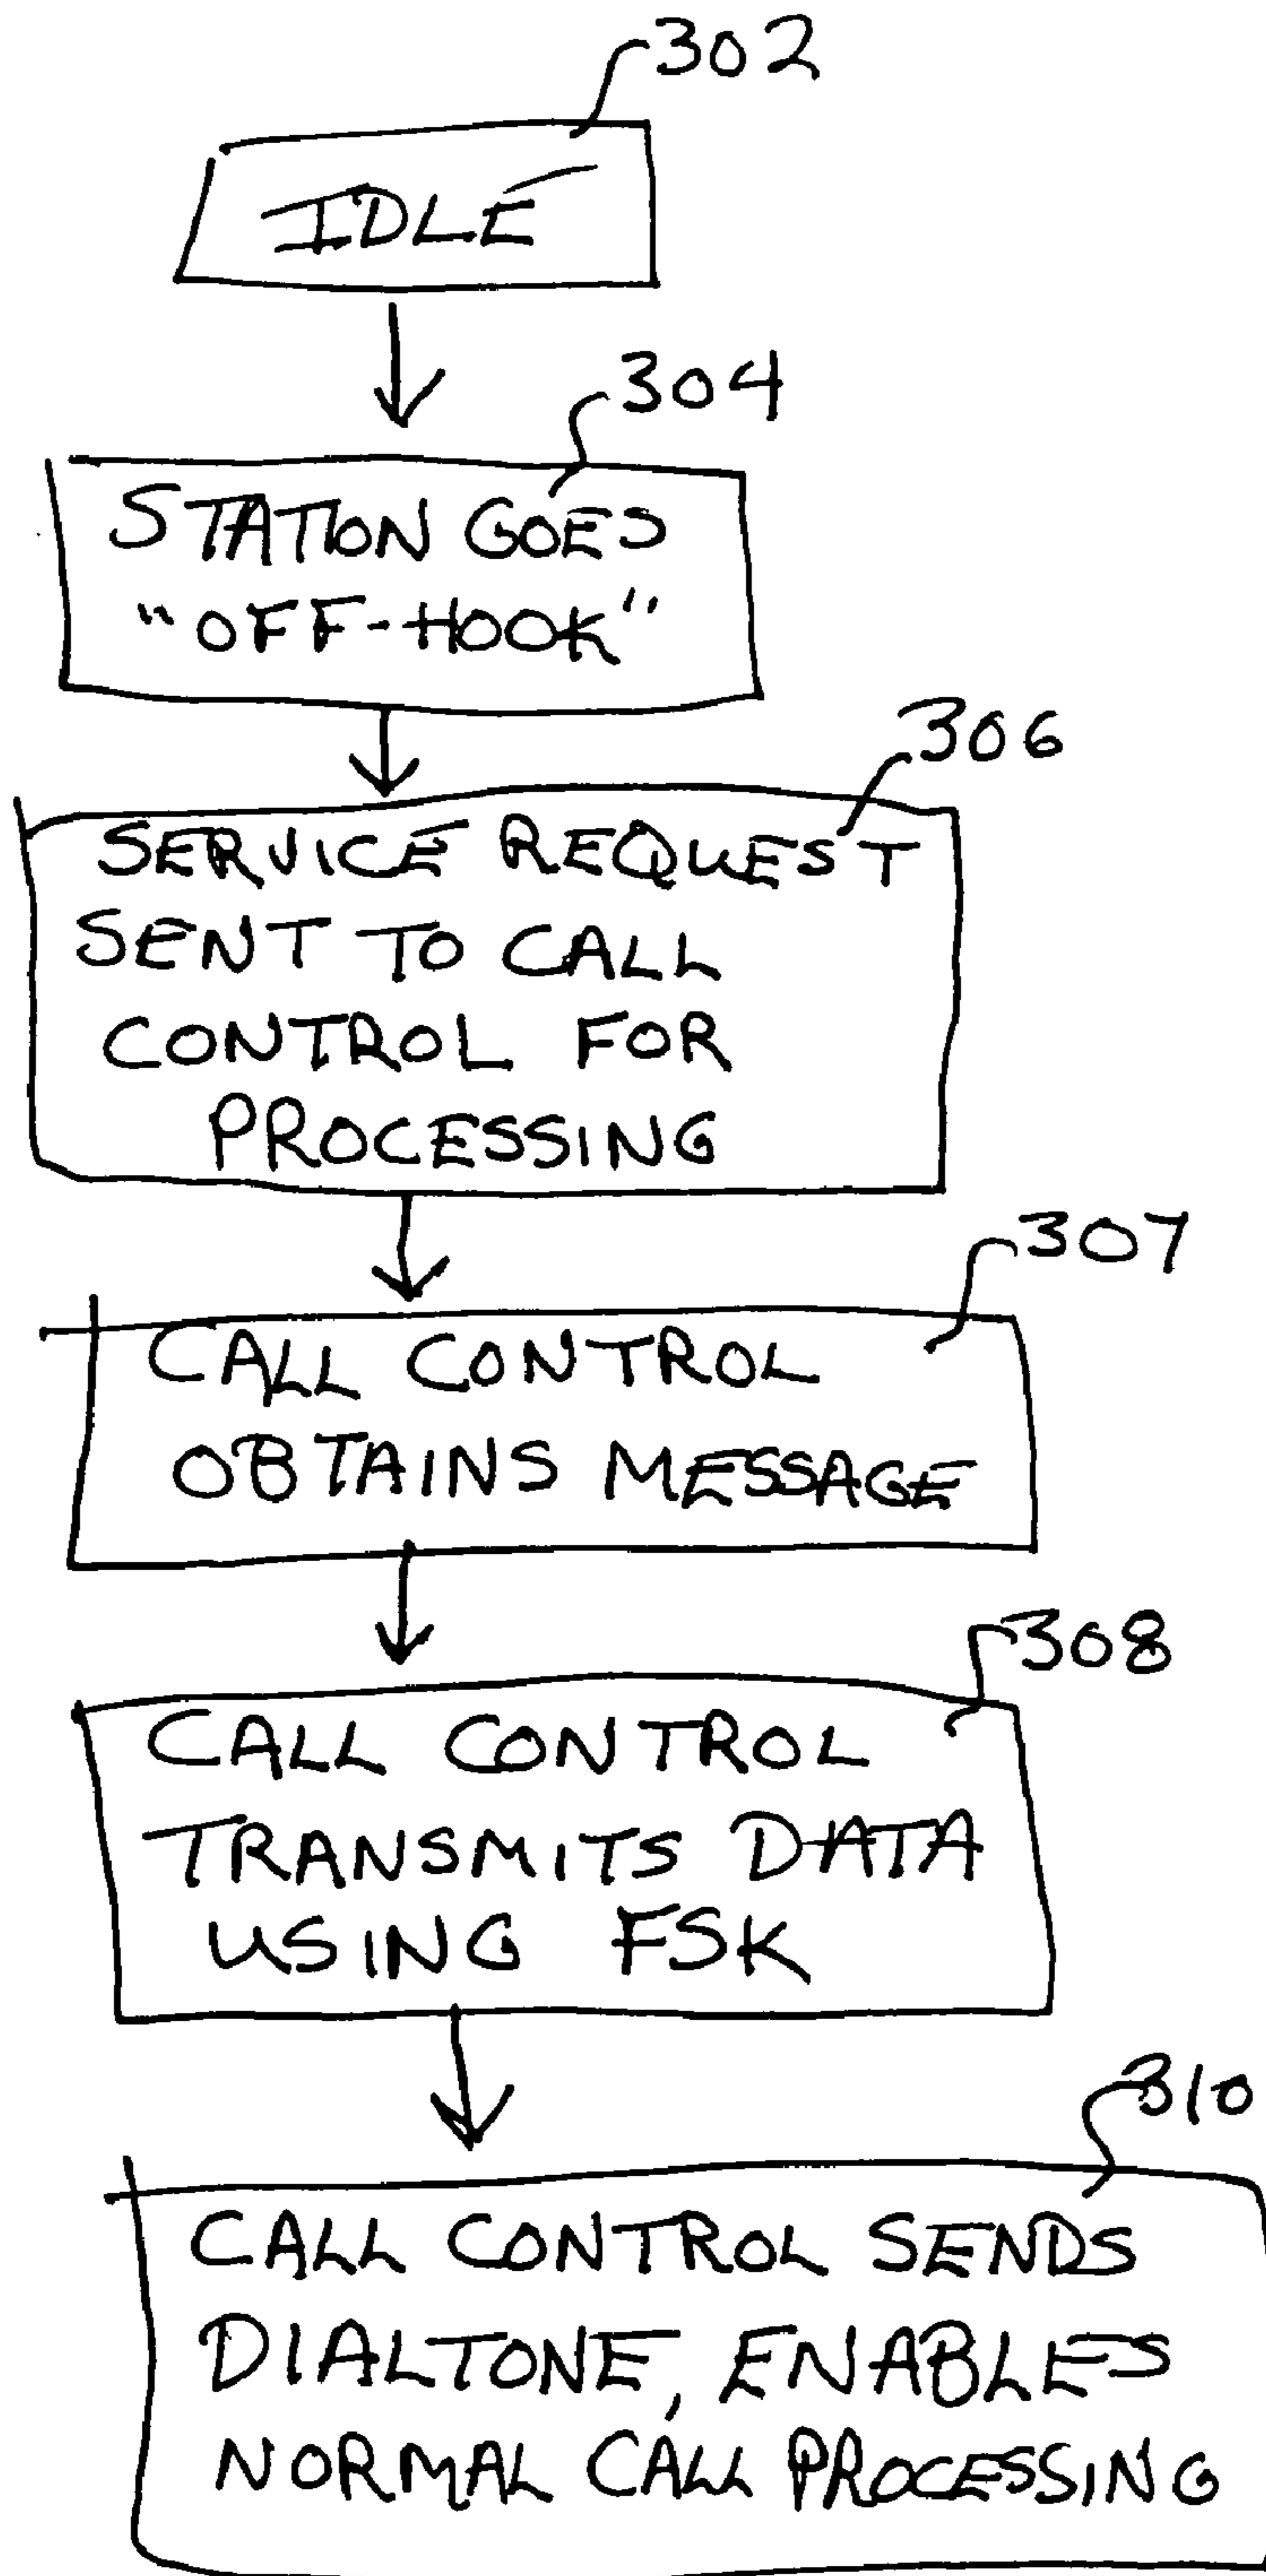 302
IDLE
304
STATION GOES
"OFF-HOOK"
306
SERVICE REQUEST
SENT TO CALL
CONTROL FOR
PROCESSING
307
CALL CONTROL
OBTAINS MESSAGE
308
CALL CONTROL
TRANSMITS DATA
USING FSK
310
CALL CONTROL SENDS
DIALTONE, ENABLES
NORMAL CALL PROCESSING